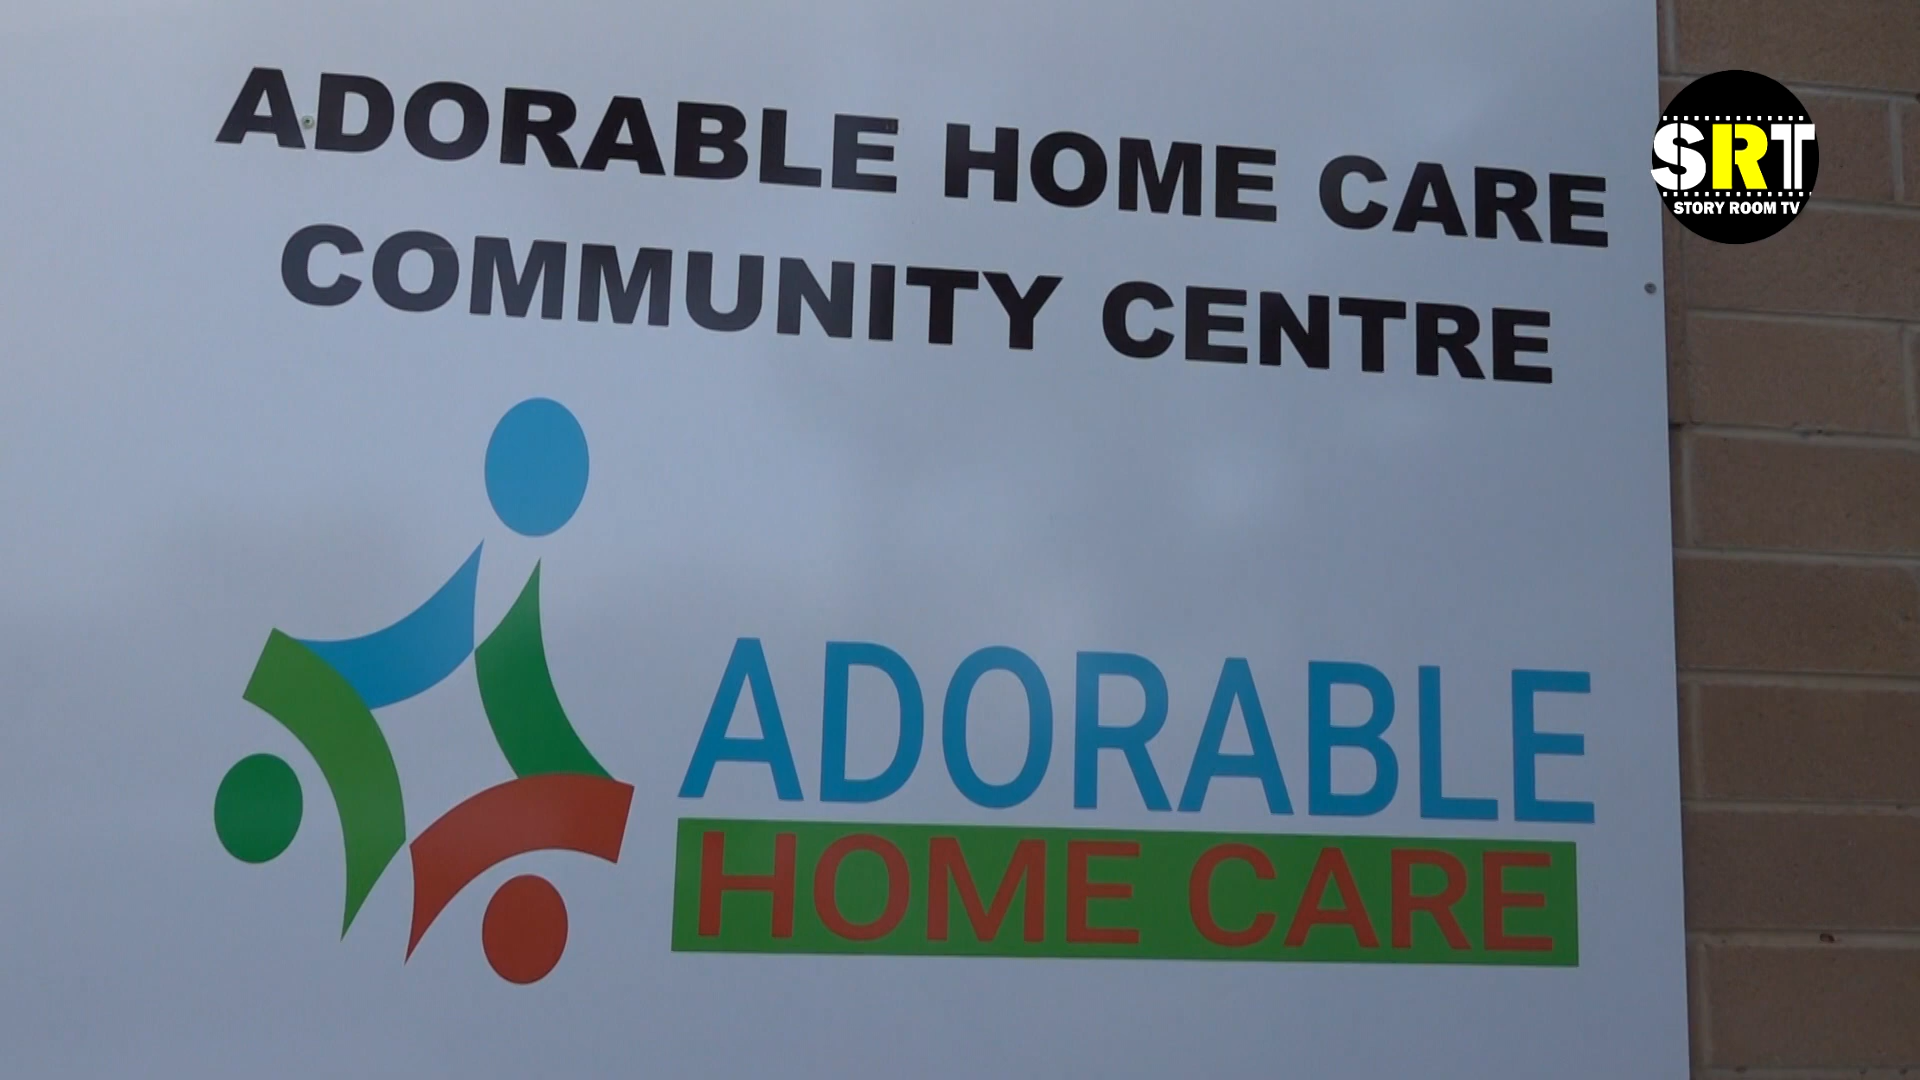 ADORABLE HOME CARE
COMMUNITY CENTRE
ADORABLE
HOME CARE
SRT
STORY ROOM TV